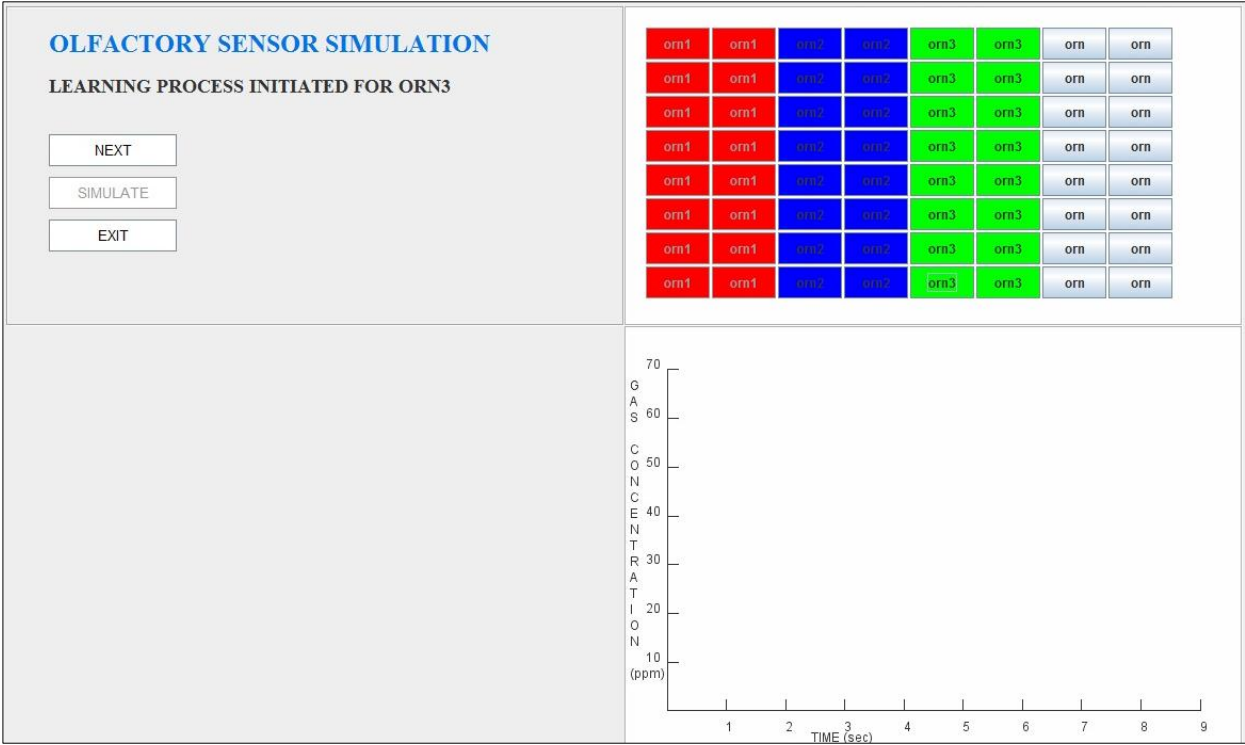 OLFACTORY SENSOR SIMULATION
LEARNING PROCESS INITIATED FOR ORN3
NEXT
SIMULATE
EXIT
orn1 orn1 orn2 orn2 orn3 orn3 orn orn
orn1 orn1 orn2 orn2 orn3 orn3 orn orn
orn1 orn1 orn2 orn2 orn3 orn3 orn orn
orn1 orn1 orn2 orn2 orn3 orn3 orn orn
orn1 orn1 orn2 orn2 orn3 orn3 orn orn
orn1 orn1 orn2 orn2 orn3 orn3 orn orn
orn1 orn1 orn2 orn2 orn3 orn3 orn orn
orn1 orn1 orn2 orn2 orn3 orn3 orn orn
GAS CONCENTRATION
(ppm)
70
60
50
40
30
20
10
1 2 3 4 5 6 7 8 9
TIME (sec)